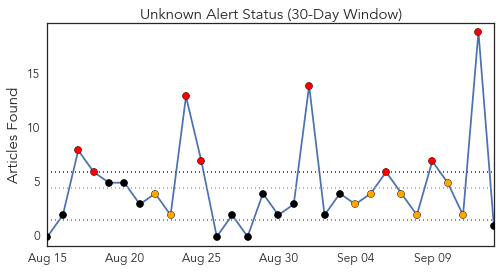 Unknown Alert Status (30-Day Window)
Articles Found
15
10
5
0
Aug 15 Aug 20 Aug 25 Aug 30 Sep 04 Sep 09